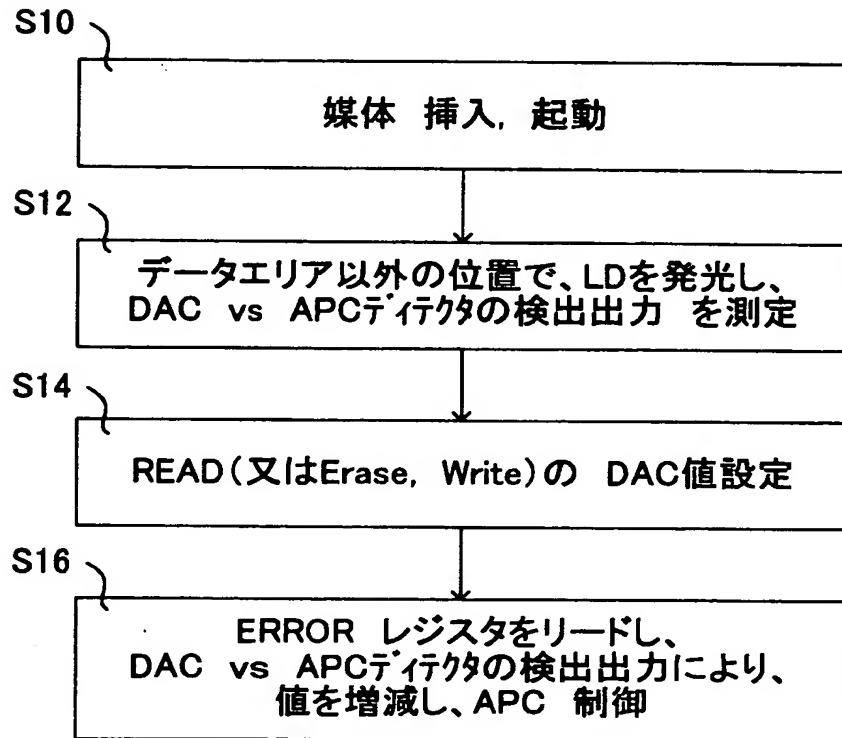 S10
媒体 挿入, 起動
S12
データエリア以外の位置で、LDを発光し、
DAC vs APCディテクタの検出出力 を測定
S14
READ(又はErase, Write)の DAC値設定
S16
ERROR レジスタをリードし、
DAC vs APCディテクタの検出出力により、
値を増減し、APC 制御